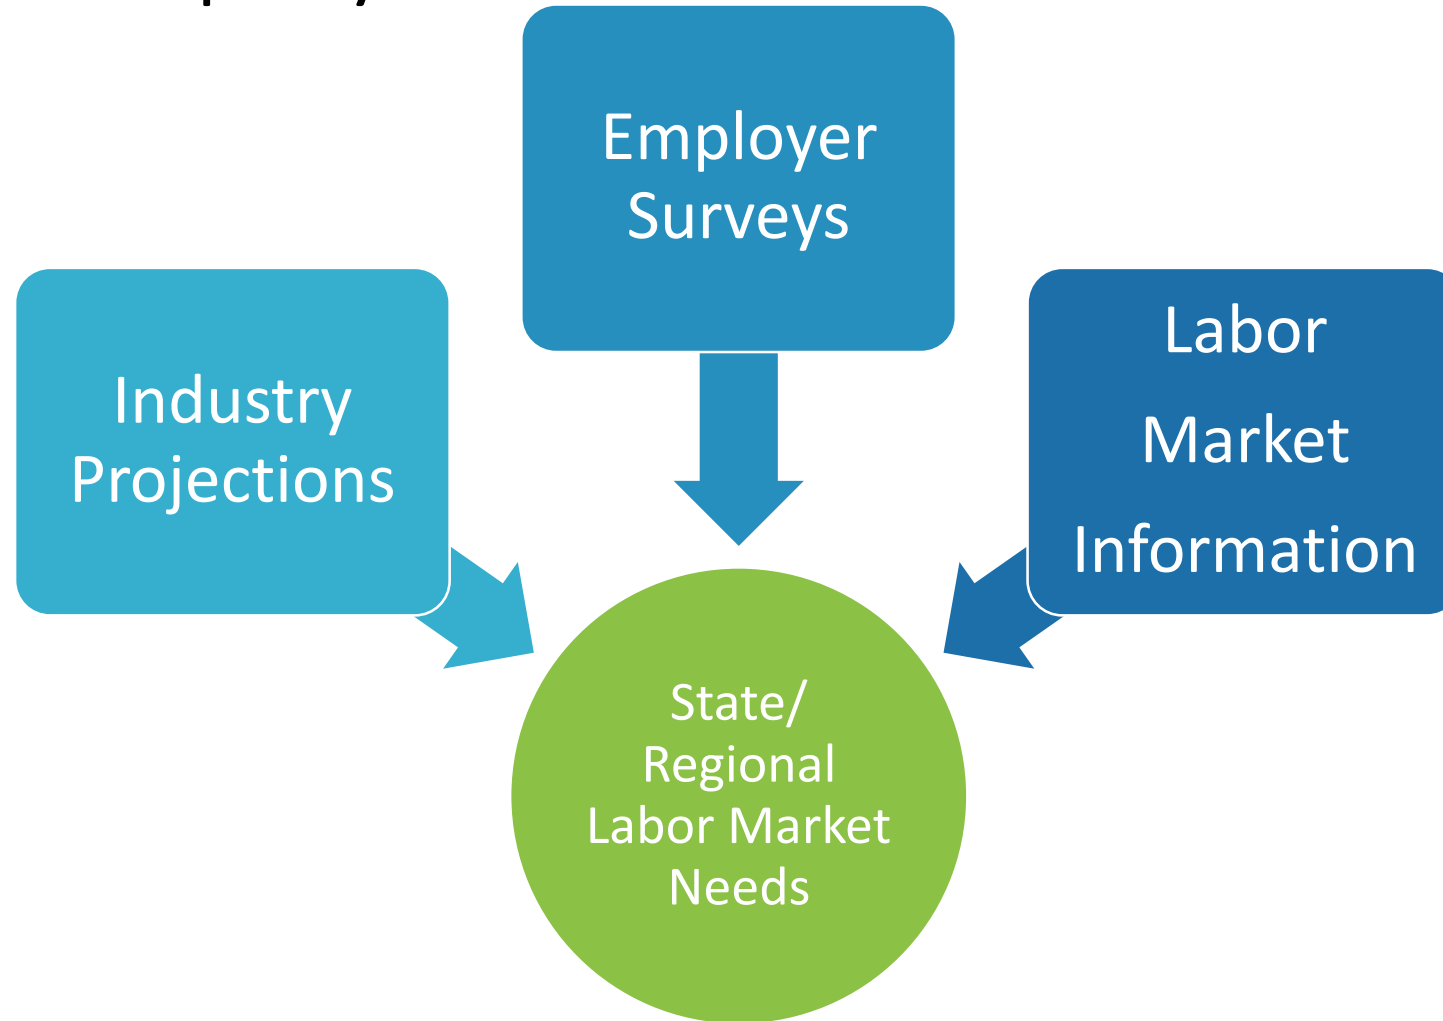 Employer
Surveys
Industry
Projections
Labor
Market
Information
State/
Regional
Labor Market
Needs